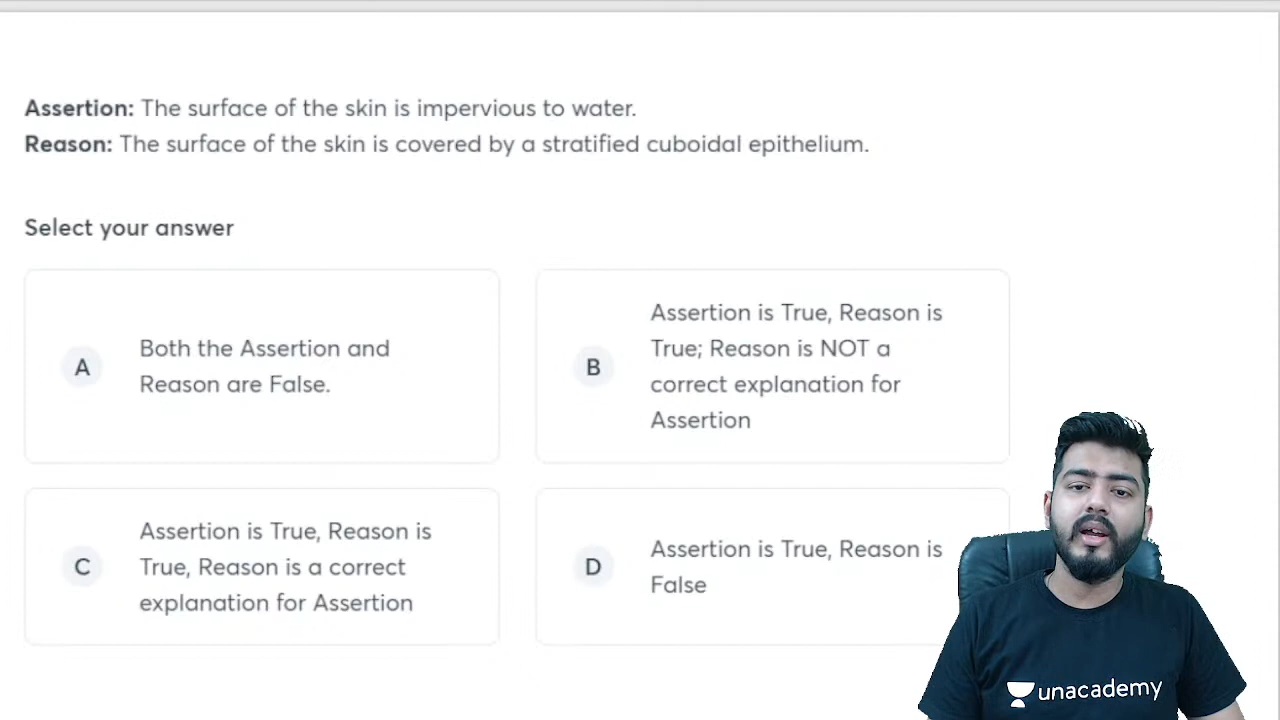 Assertion: The surface of the skin is impervious to water.
Reason: The surface of the skin is covered by a stratified cuboidal epithelium.
Select your answer
A
Both the Assertion and
Reason are False.
B
Assertion is True, Reason is
True; Reason is NOT a
correct explanation for
Assertion
C
Assertion is True, Reason is
True, Reason is a correct
explanation for Assertion
D
Assertion is True, Reason is
False
unacademy